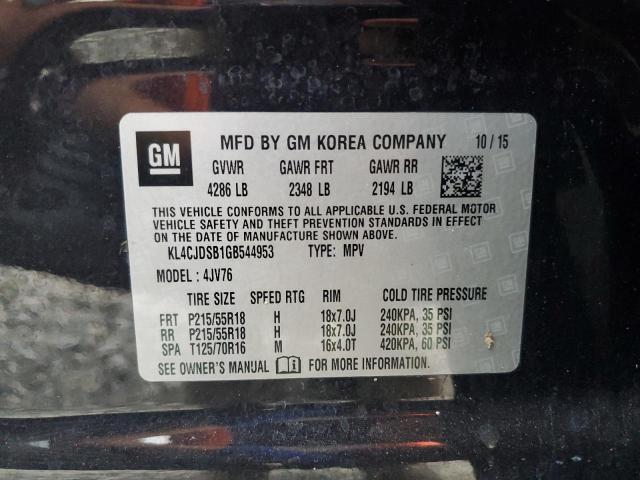 GM MFD BY GM KOREA COMPANY 10 / 15
GVWR GAWR FRT GAWR RR
4286 LB 2348 LB 2194 LB
THIS VEHICLE CONFORMS TO ALL APPLICABLE U.S. FEDERAL MOTOR
VEHICLE SAFETY AND THEFT PREVENTION STANDARDS IN EFFECT
ON THE DATE OF MANUFACTURE SHOWN ABOVE.
KL4CJDSB1GB544953 TYPE: MPV
MODEL : 4JV76
TIRE SIZE SPEED RTG RIM COLD TIRE PRESSURE
FRT P215/55R18 H 18x7.0J 240KPA, 35 PSI
RR P215/55R18 H 18x7.0J 240KPA, 35 PSI
SPA T125/70R16 M 16x4.0T 420KPA, 60 PSI
SEE OWNER'S MANUAL FOR MORE INFORMATION.